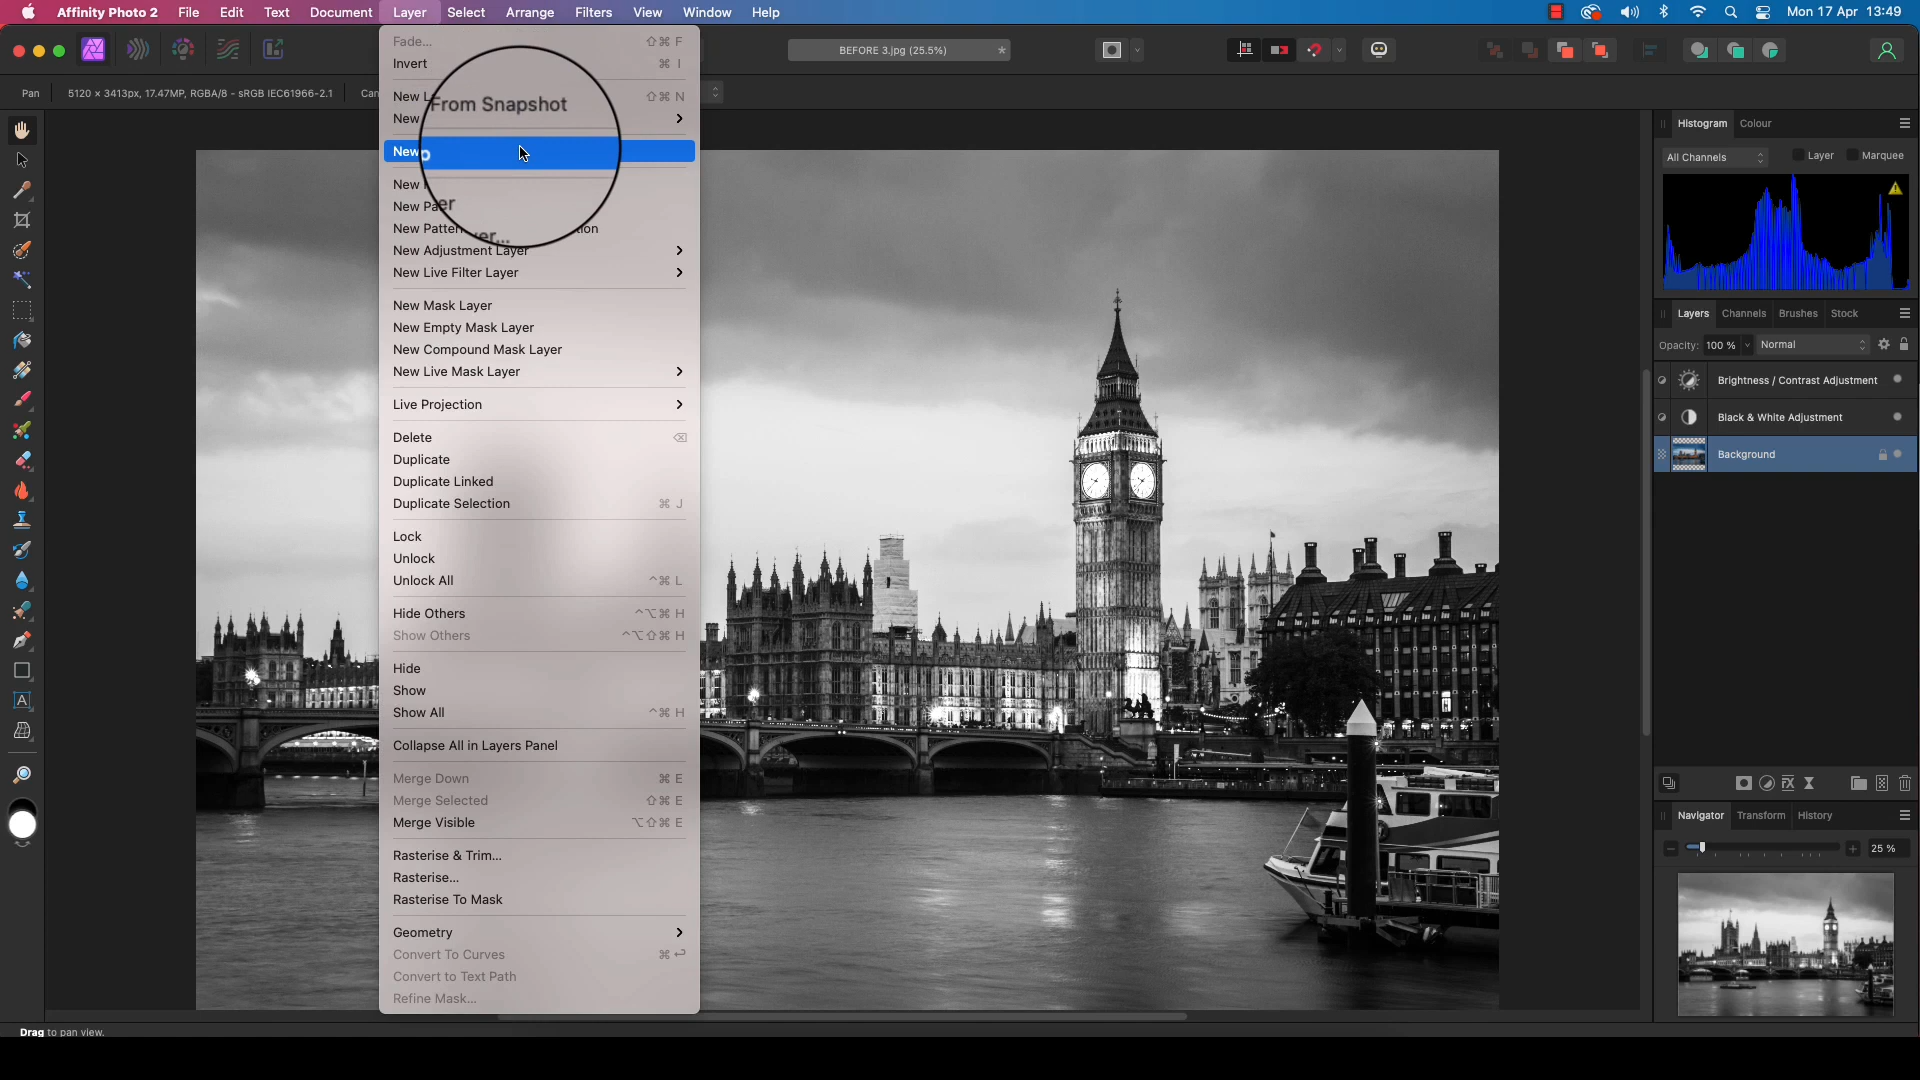 Affinity Photo 2 File Edit Text Document Layer Select Arrange Filters View Window Help Mon 17 Apr 13:49
BEFORE 3.jpg (25.5%) *
Pan 5120 × 3413px, 17.47MP, RGBA/8 - sRGB IEC61966-2.1
Fade... ⇧⌘ F
Invert ⌘ I
New ⇧⌘ N
From Snapshot
New
New
New
New
New Pattern
New Adjustment Layer
New Live Filter Layer
New Mask Layer
New Empty Mask Layer
New Compound Mask Layer
New Live Mask Layer
Live Projection
Delete ⌫
Duplicate
Duplicate Linked
Duplicate Selection ⌘ J
Lock
Unlock
Unlock All ^⌘ L
Hide Others ^⌥⌘ H
Show Others ^⌥⇧⌘ H
Hide
Show
Show All ^⌘ H
Collapse All in Layers Panel
Merge Down ⌘ E
Merge Selected ⇧⌘ E
Merge Visible ⌥⇧⌘ E
Rasterise & Trim...
Rasterise...
Rasterise To Mask
Geometry
Convert To Curves ⌘ ↩
Convert to Text Path
Refine Mask...
Histogram Colour
All Channels Layer Marquee
Layers Channels Brushes Stock
Opacity: 100 % Normal
Brightness / Contrast Adjustment
Black & White Adjustment
Background
Navigator Transform History
25 %
Drag to pan view.